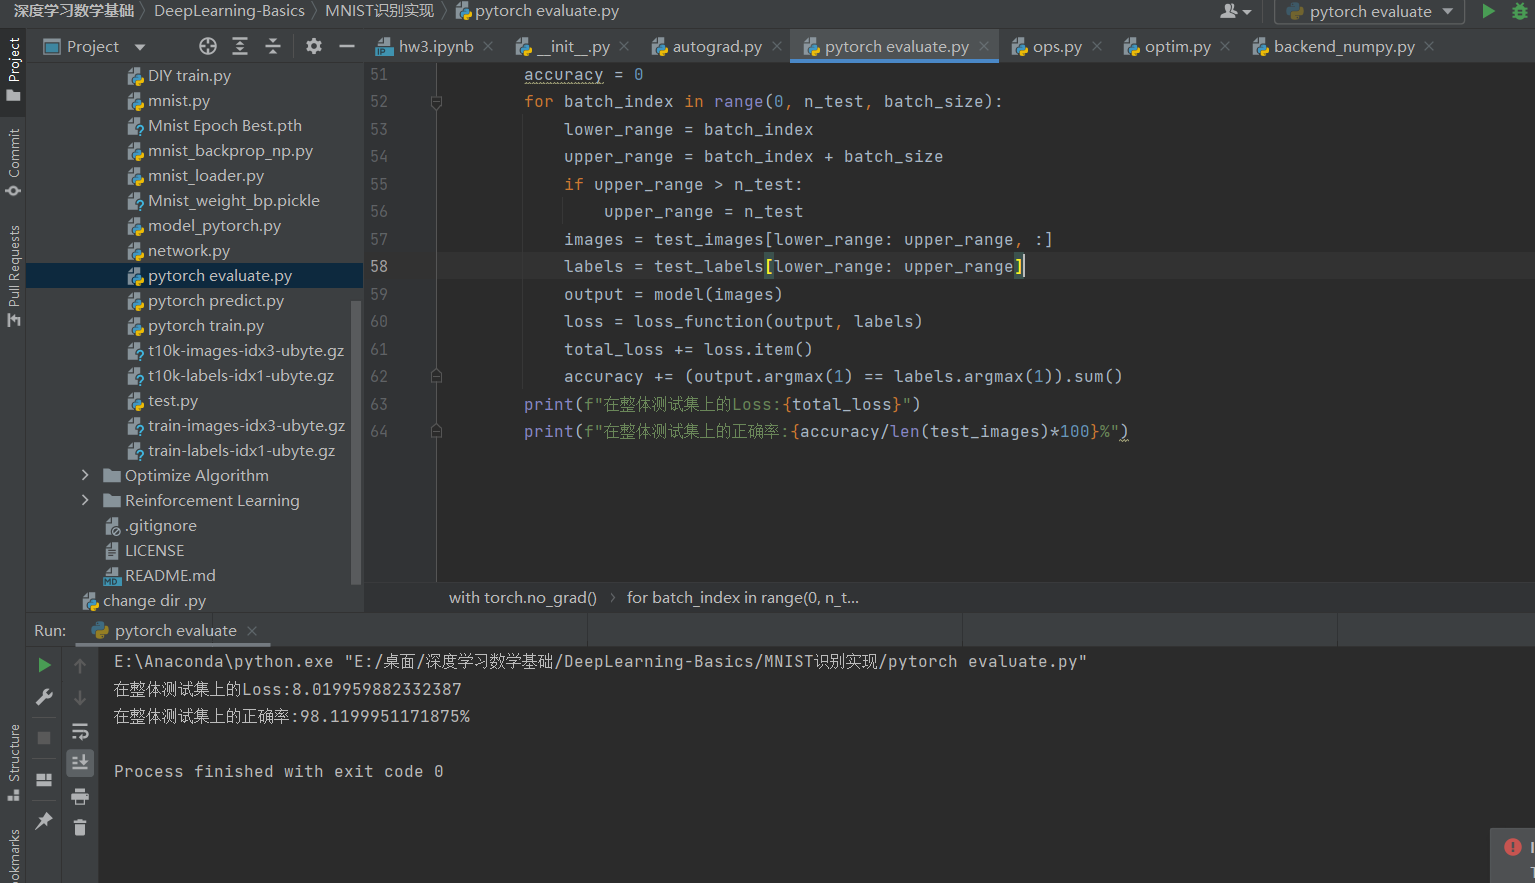 深度学习数学基础 〉 DeepLearning-Basics 〉 MNIST识别实现 〉 pytorch evaluate.py
pytorch evaluate
Project
hw3.ipynb
__init__.py
autograd.py
pytorch evaluate.py
ops.py
optim.py
backend_numpy.py
Project
Commit
Pull Requests
DIY train.py
mnist.py
Mnist Epoch Best.pth
mnist_backprop_np.py
mnist_loader.py
Mnist_weight_bp.pickle
model_pytorch.py
network.py
pytorch evaluate.py
pytorch predict.py
pytorch train.py
t10k-images-idx3-ubyte.gz
t10k-labels-idx1-ubyte.gz
test.py
train-images-idx3-ubyte.gz
train-labels-idx1-ubyte.gz
Optimize Algorithm
Reinforcement Learning
.gitignore
LICENSE
README.md
change dir .py
51 accuracy = 0
52 for batch_index in range(0, n_test, batch_size):
53 lower_range = batch_index
54 upper_range = batch_index + batch_size
55 if upper_range > n_test:
56 upper_range = n_test
57 images = test_images[lower_range: upper_range, :]
58 labels = test_labels[lower_range: upper_range]
59 output = model(images)
60 loss = loss_function(output, labels)
61 total_loss += loss.item()
62 accuracy += (output.argmax(1) == labels.argmax(1)).sum()
63 print(f"在整体测试集上的Loss:{total_loss}")
64 print(f"在整体测试集上的正确率:{accuracy/len(test_images)*100}%")
with torch.no_grad() 〉 for batch_index in range(0, n_t...
Run: pytorch evaluate
E:\Anaconda\python.exe "E:/桌面/深度学习数学基础/DeepLearning-Basics/MNIST识别实现/pytorch evaluate.py"
在整体测试集上的Loss:8.019959882332387
在整体测试集上的正确率:98.1199951171875%
Process finished with exit code 0
Structure